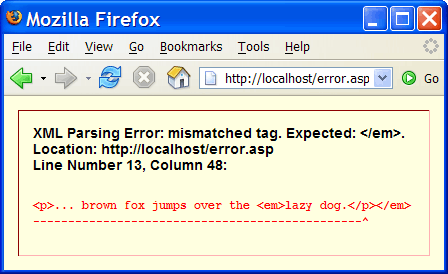 Mozilla Firefox
File Edit View Go Bookmarks Tools Help
http://localhost/error.asp Go
XML Parsing Error: mismatched tag. Expected: </em>.
Location: http://localhost/error.asp
Line Number 13, Column 48:
<p>... brown fox jumps over the <em>lazy dog.</p></em>
-----------------------------------------------^